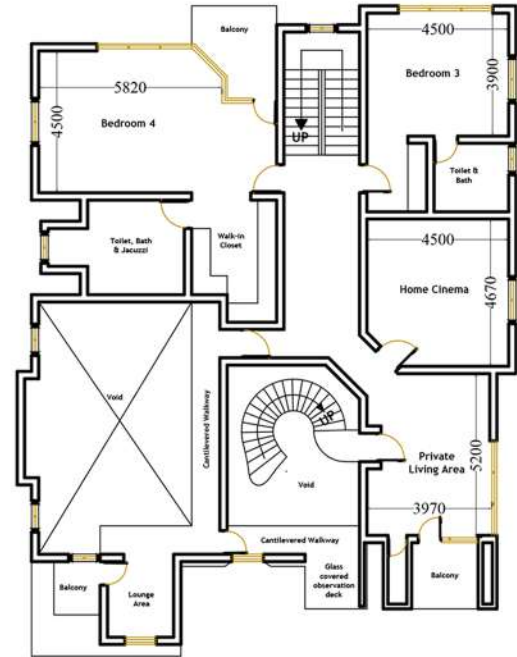 Balcony
4500
Bedroom 3
3900
5820
4500
Bedroom 4
UP
Toilet &
Bath
Toilet, Bath
& Jacuzzi
Walk-In
Closet
4500
Home Cinema
4670
Void
Cantilevered Walkway
UP
Void
Private
Living Area
5200
3970
Cantilevered Walkway
Glass
covered
observation
deck
Balcony
Lounge
Area
Balcony